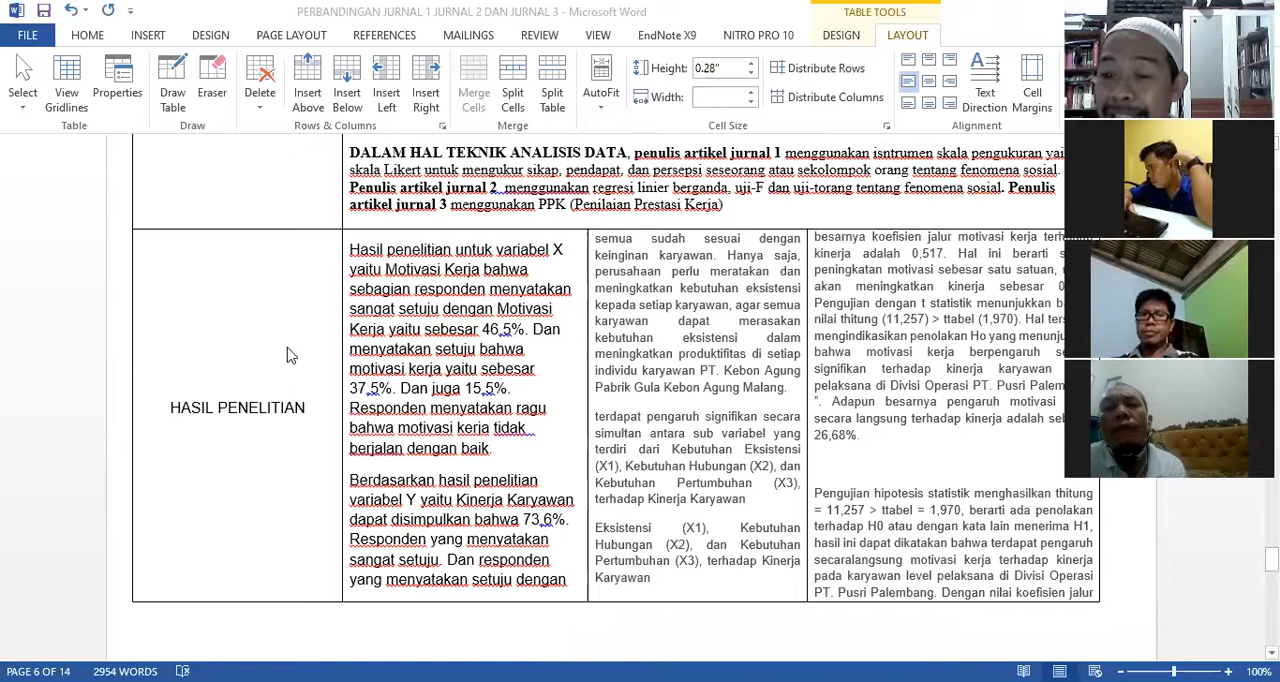 PERBANDINGAN JURNAL 1 JURNAL 2 DAN JURNAL 3 - Microsoft Word
TABLE TOOLS
FILE HOME INSERT DESIGN PAGE LAYOUT REFERENCES MAILINGS REVIEW VIEW EndNote X9 NITRO PRO 10 DESIGN LAYOUT
Select
View Gridlines
Properties
Draw Table
Eraser
Delete
Insert Above
Insert Below
Insert Left
Insert Right
Merge Cells
Split Cells
Split Table
AutoFit
Height: 0.28"
Width:
Distribute Rows
Distribute Columns
Text Direction
Cell Margins
Table
Draw
Rows & Columns
Merge
Cell Size
Alignment
DALAM HAL TEKNIK ANALISIS DATA, penulis artikel jurnal 1 menggunakan isntrumen skala pengukuran yai
skala Likert untuk mengukur sikap, pendapat, dan persepsi seseorang atau sekolompok orang tentang fenomena sosial.
Penulis artikel jurnal 2 menggunakan regresi linier berganda, uji-F dan uji-torang tentang fenomena sosial. Penulis
artikel jurnal 3 menggunakan PPK (Penilaian Prestasi Kerja)
HASIL PENELITIAN
Hasil penelitian untuk variabel X
yaitu Motivasi Kerja bahwa
sebagian responden menyatakan
sangat setuju dengan Motivasi
Kerja yaitu sebesar 46,5%. Dan
menyatakan setuju bahwa
motivasi kerja yaitu sebesar
37,5%. Dan juga 15,5%.
Responden menyatakan ragu
bahwa motivasi kerja tidak
berjalan dengan baik.
Berdasarkan hasil penelitian
variabel Y yaitu Kinerja Karyawan
dapat disimpulkan bahwa 73,6%.
Responden yang menyatakan
sangat setuju. Dan responden
yang menyatakan setuju dengan
semua sudah sesuai dengan
keinginan karyawan. Hanya saja,
perusahaan perlu meratakan dan
meningkatkan kebutuhan eksistensi
kepada setiap karyawan, agar semua
karyawan dapat merasakan
kebutuhan eksistensi dalam
meningkatkan produktifitas di setiap
individu karyawan PT. Kebon Agung
Pabrik Gula Kebon Agung Malang.
terdapat pengaruh signifikan secara
simultan antara sub variabel yang
terdiri dari Kebutuhan Eksistensi
(X1), Kebutuhan Hubungan (X2), dan
Kebutuhan Pertumbuhan (X3),
terhadap Kinerja Karyawan
Eksistensi (X1), Kebutuhan
Hubungan (X2), dan Kebutuhan
Pertumbuhan (X3), terhadap Kinerja
Karyawan
besarnya koefisien jalur motivasi kerja terhadap
kinerja adalah 0,517. Hal ini berarti s
peningkatan motivasi sebesar satu satuan,
akan meningkatkan kinerja sebesar 0
Pengujian dengan t statistik menunjukkan ba
nilai thitung (11,257) > ttabel (1,970). Hal ters
mengindikasikan penolakan Ho yang menunju
bahwa motivasi kerja berpengaruh se
signifikan terhadap kinerja karyawan
pelaksana di Divisi Operasi PT. Pusri Palem
”. Adapun besarnya pengaruh motivasi
secara langsung terhadap kinerja adalah seb
26,68%.
Pengujian hipotesis statistik menghasilkan thitung
= 11,257 > ttabel = 1,970, berarti ada penolakan
terhadap H0 atau dengan kata lain menerima H1,
hasil ini dapat dikatakan bahwa terdapat pengaruh
secaralangsung motivasi kerja terhadap kinerja
pada karyawan level pelaksana di Divisi Operasi
PT. Pusri Palembang. Dengan nilai koefisien jalur
PAGE 6 OF 14 2954 WORDS 100%